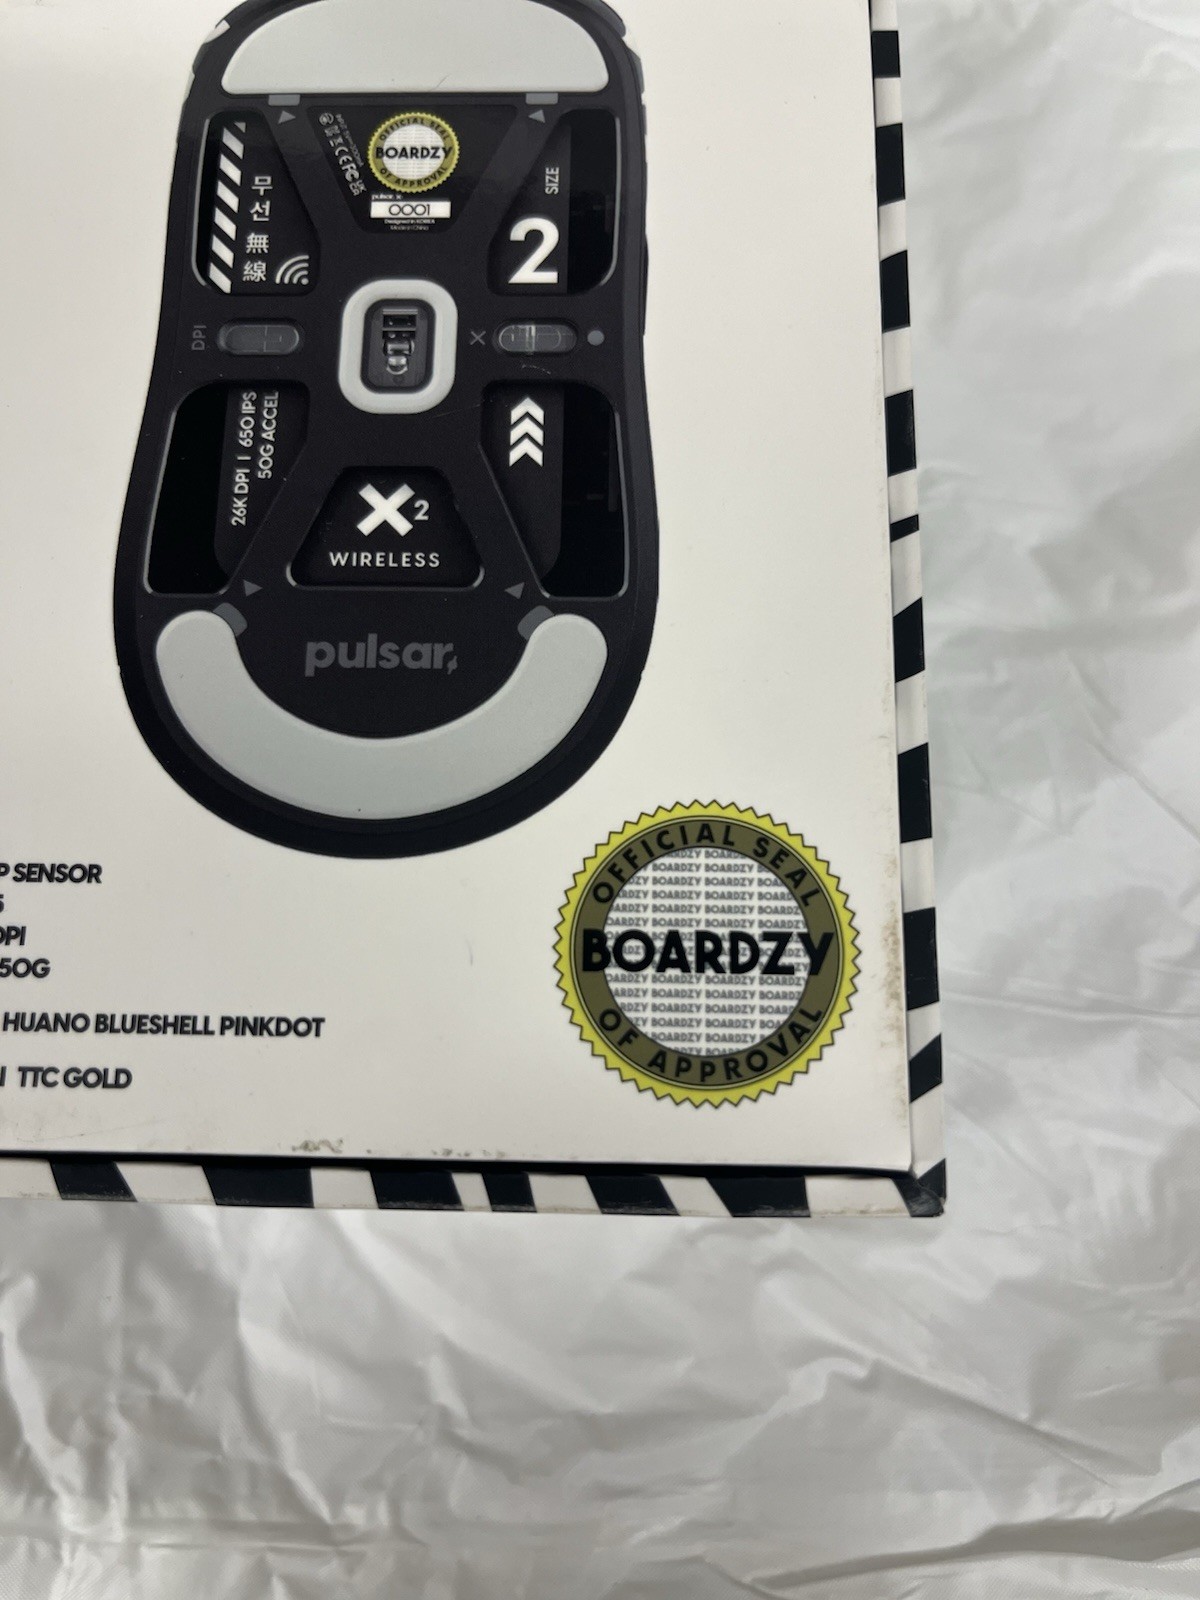 OFFICIAL SEAL
BOARDZY
OF APPROVAL
pulsar
0001
Designed in KOREA
Made in China
무선 無線
SIZE
2
DPI
X
26K DPI I 650 IPS
50G ACCEL
X2
WIRELESS
pulsar
P SENSOR
DPI
50G
HUANO BLUESHELL PINKDOT
TTC GOLD
OFFICIAL SEAL
BOARDZY
OF APPROVAL